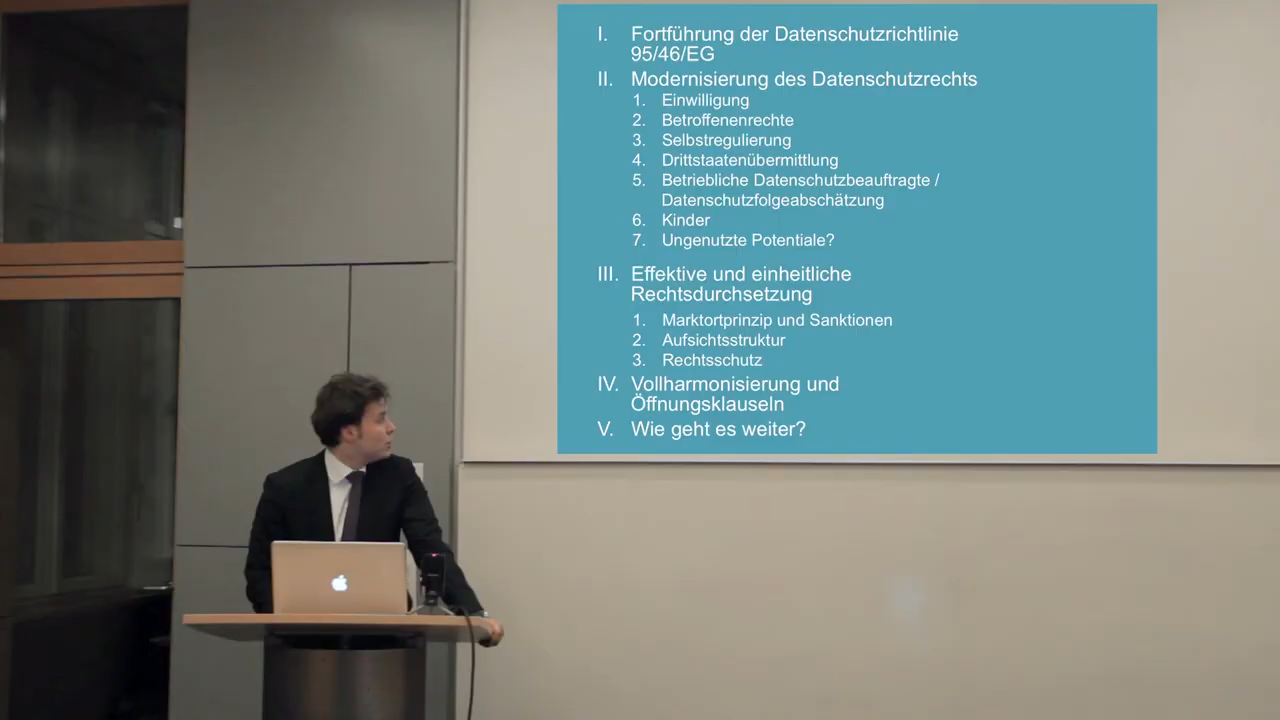 I. Fortführung der Datenschutzrichtlinie
95/46/EG
II. Modernisierung des Datenschutzrechts
1. Einwilligung
2. Betroffenenrechte
3. Selbstregulierung
4. Drittstaatenübermittlung
5. Betriebliche Datenschutzbeauftragte /
Datenschutzfolgeabschätzung
6. Kinder
7. Ungenutzte Potentiale?
III. Effektive und einheitliche
Rechtsdurchsetzung
1. Marktortprinzip und Sanktionen
2. Aufsichtsstruktur
3. Rechtsschutz
IV. Vollharmonisierung und
Öffnungsklauseln
V. Wie geht es weiter?